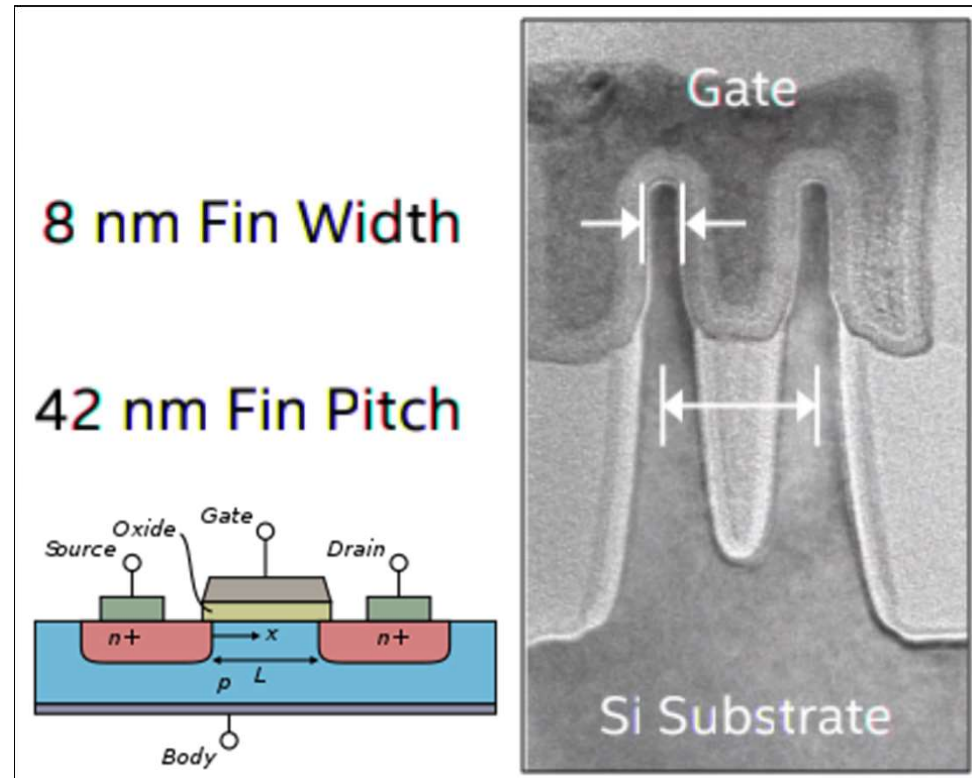 8 nm Fin Width
42 nm Fin Pitch
Gate
Oxide
Source
Drain
n+
x
n+
p
L
Body
Gate
Si Substrate